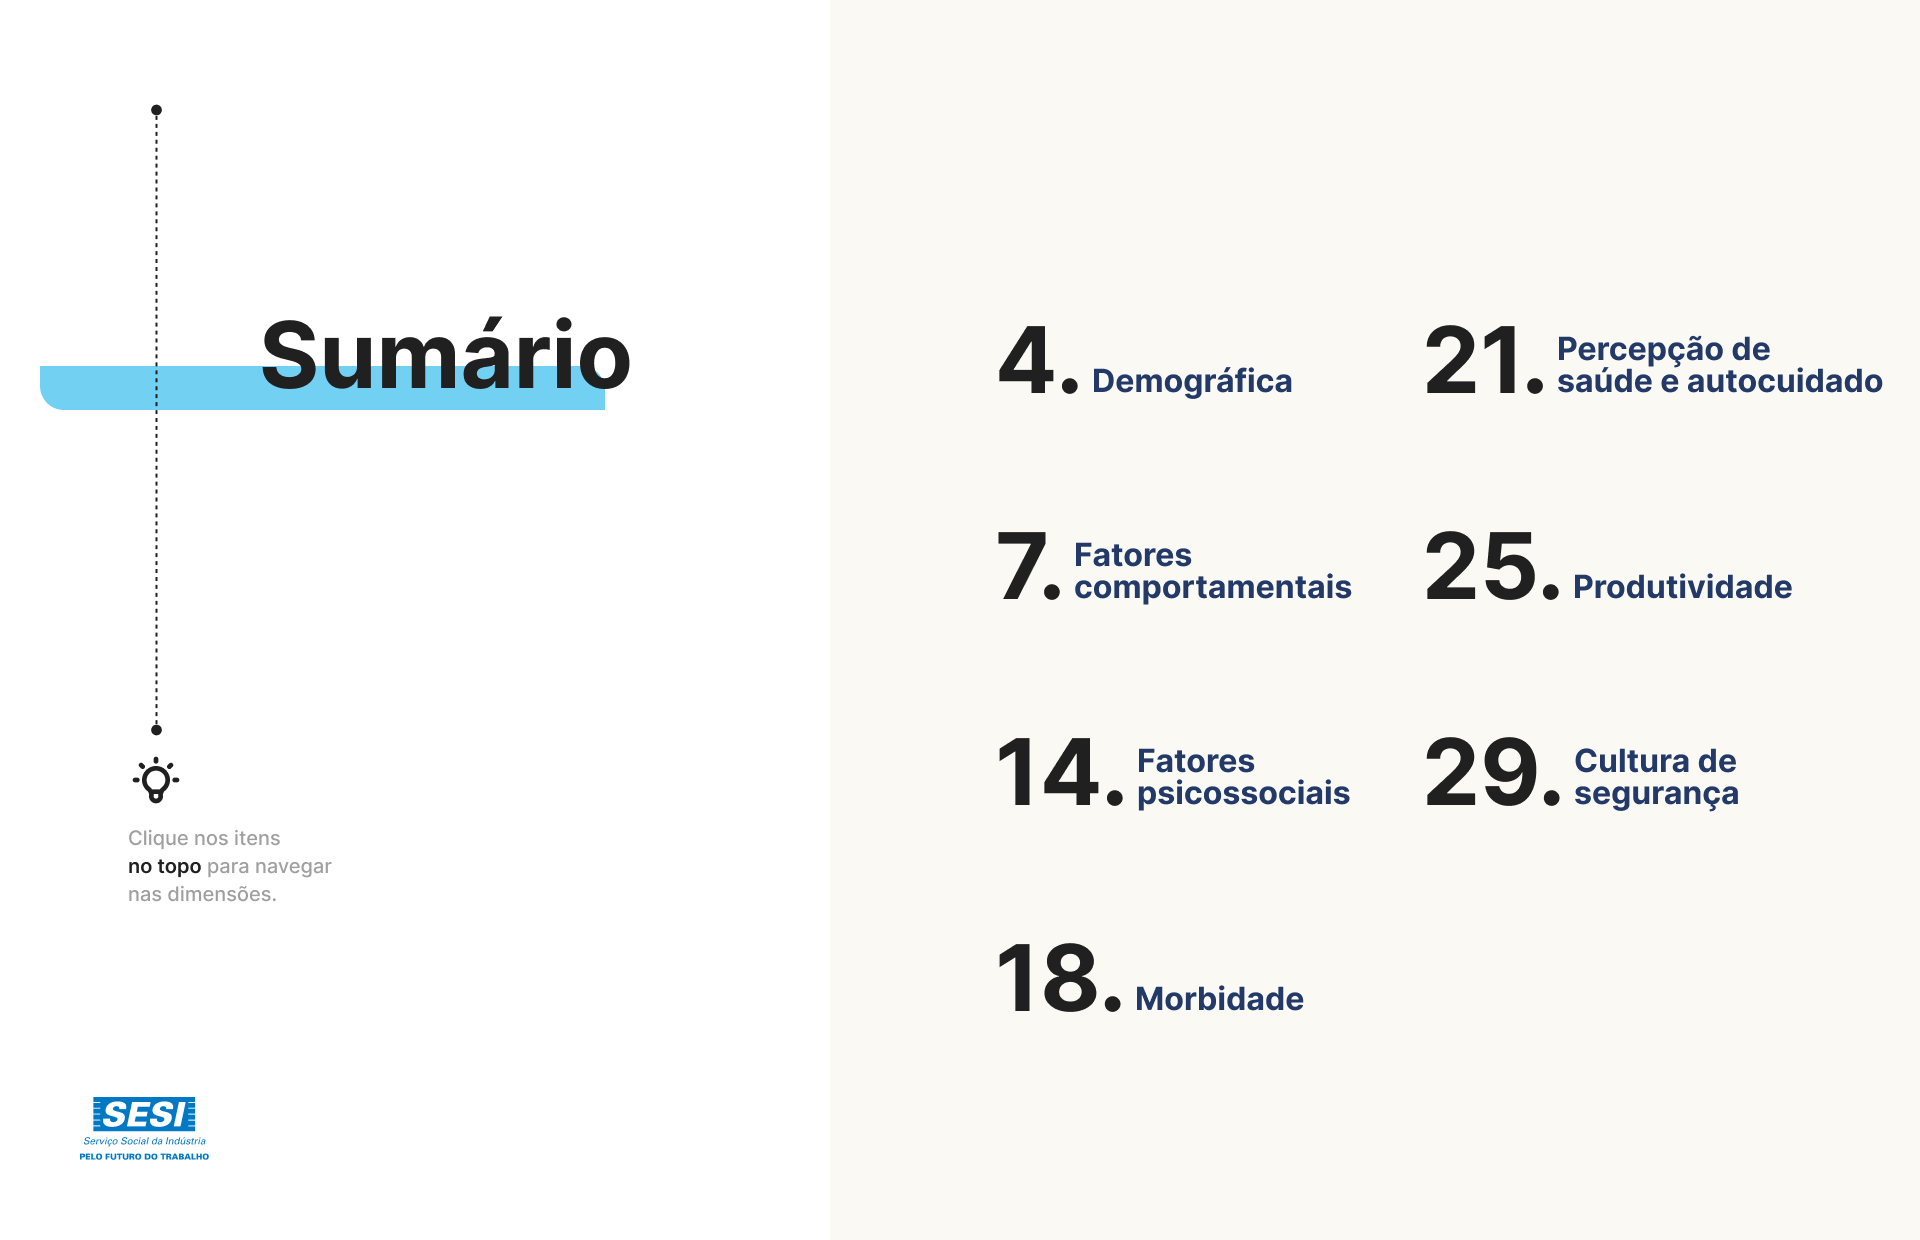 Sumário
Clique nos itens
no topo para navegar
nas dimensões.
SESI
Serviço Social da Indústria
PELO FUTURO DO TRABALHO
4. Demográfica
7. Fatores
comportamentais
14. Fatores
psicossociais
18. Morbidade
21. Percepção de
saúde e autocuidado
25. Produtividade
29. Cultura de
segurança